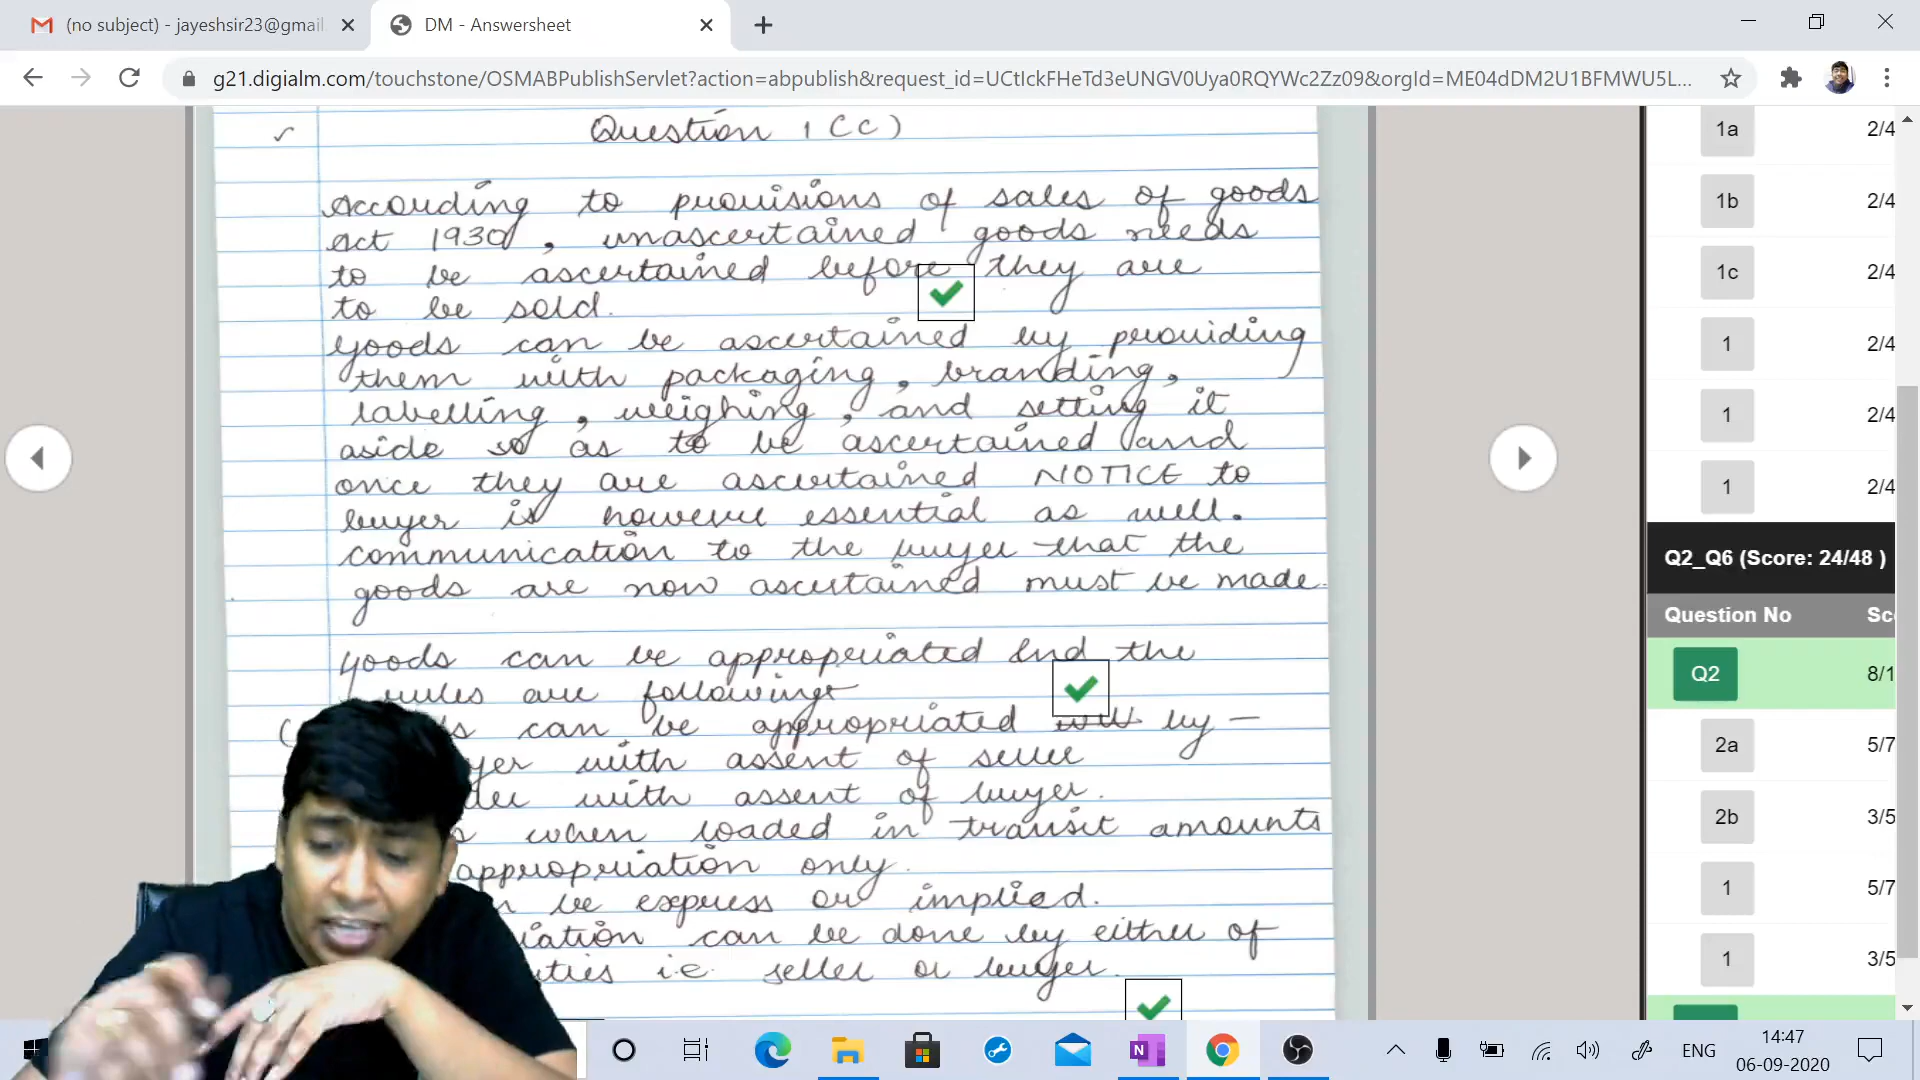 (no subject) - jayeshsir23@gmail.
DM - Answersheet
g21.digialm.com/touchstone/OSMABPublishServlet?action=abpublish&request_id=UCtIckFHeTd3eUNGV0Uya0RQYWc2Zz09&orgId=ME04dDM2U1BFMWU5L...
Question 1 (c)
According to provisions of sales of goods
act 1930, unascertained goods needs
to be ascertained before they are
to be sold.
goods can be ascertained by providing
them with packaging, branding,
labelling, weighing, and setting it
aside so as to be ascertained and
once they are ascertained NOTICE to
buyer is however essential as well.
communication to the buyer that the
goods are now ascertained must be made.
goods can be appropriated and the
rules are following
can be appropriated by —
with assent of seller
with assent of buyer.
when loaded in transit amounts
appropriation only.
be express or implied.
can be done by either of
i.e. seller or buyer.
1a 2/4
1b 2/4
1c 2/4
1 2/4
1 2/4
1 2/4
Q2_Q6 (Score: 24/48 )
Question No Sc
Q2 8/1
2a 5/7
2b 3/5
1 5/7
1 3/5
ENG
14:47
06-09-2020